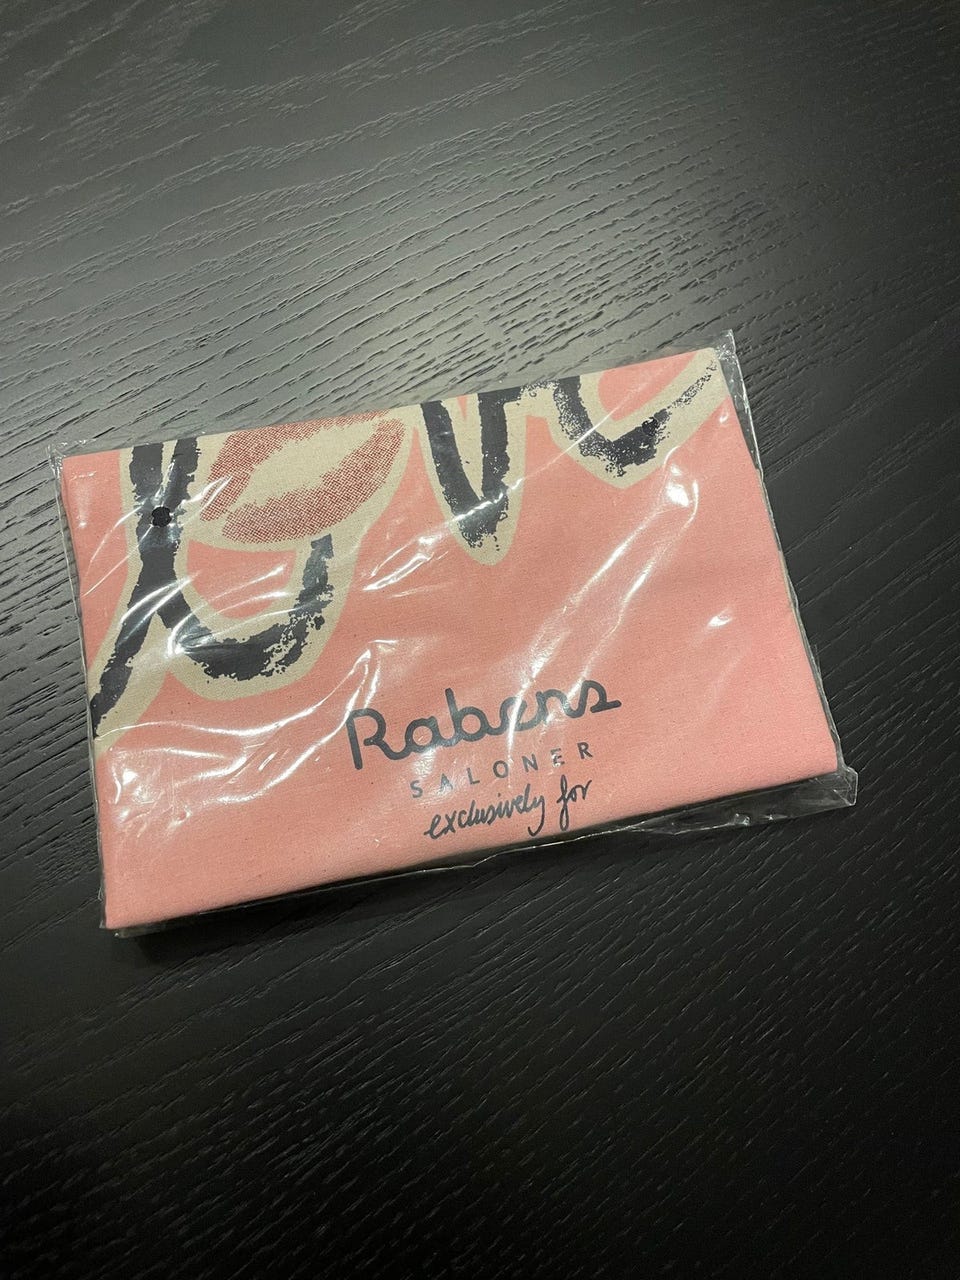 Rabens
SALONER
exclusively for